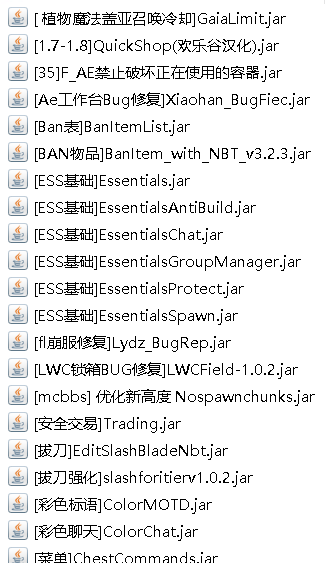 [ 植物魔法盖亚召唤冷却]GaiaLimit.jar
[1.7-1.8]QuickShop(欢乐谷汉化).jar
[35]F_AE禁止破坏正在使用的容器.jar
[Ae工作台Bug修复]Xiaohan_BugFiec.jar
[Ban表]BanItemList.jar
[BAN物品]BanItem_with_NBT_v3.2.3.jar
[ESS基础]Essentials.jar
[ESS基础]EssentialsAntiBuild.jar
[ESS基础]EssentialsChat.jar
[ESS基础]EssentialsGroupManager.jar
[ESS基础]EssentialsProtect.jar
[ESS基础]EssentialsSpawn.jar
[fl崩服修复]Lydz_BugRep.jar
[LWC锁箱BUG修复]LWCField-1.0.2.jar
[mcbbs] 优化新高度 Nospawnchunks.jar
[安全交易]Trading.jar
[拔刀]EditSlashBladeNbt.jar
[拔刀强化]slashforitierv1.0.2.jar
[彩色标语]ColorMOTD.jar
[彩色聊天]ColorChat.jar
[菜单]ChestCommands.jar